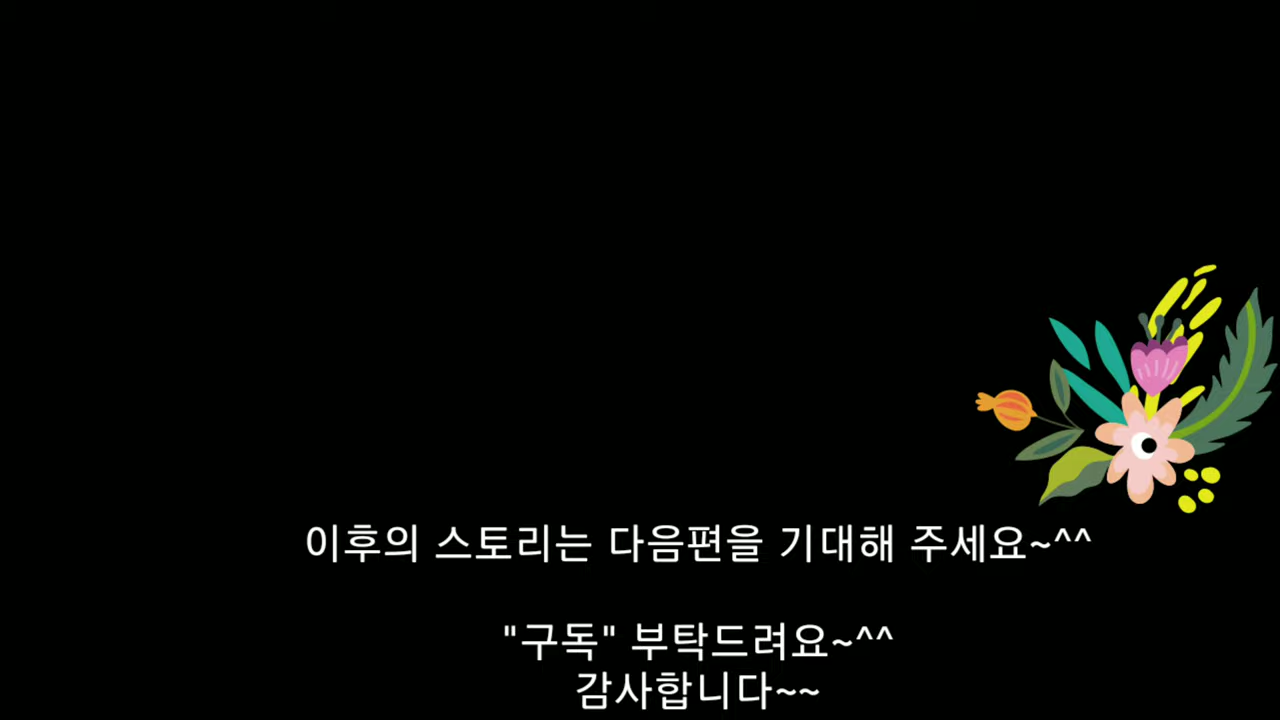 이후의 스토리는 다음편을 기대해 주세요~^^
"구독" 부탁드려요~^^
감사합니다~~